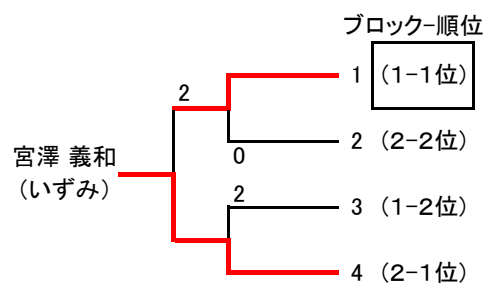 ブロック-順位
1 (1-1位)
2
2 (2-2位)
0
宮澤 義和
(いずみ)
2
3 (1-2位)
4 (2-1位)